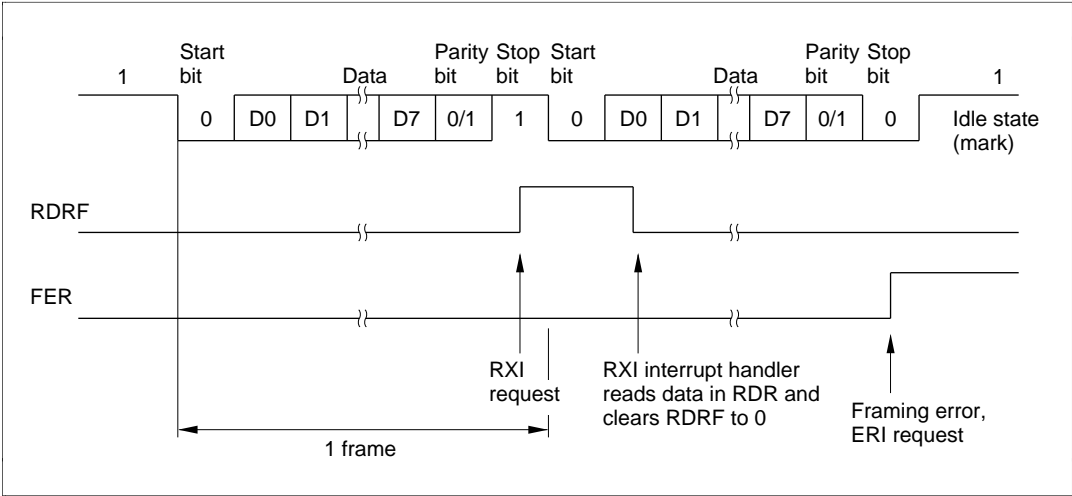 Start bit
Data
Parity bit
Stop bit
Start bit
Data
Parity bit
Stop bit
1
1
0
D0
D1
D7
0/1
1
0
D0
D1
D7
0/1
0
Idle state
(mark)
RDRF
FER
RXI
request
RXI interrupt handler
reads data in RDR and
clears RDRF to 0
Framing error,
ERI request
1 frame